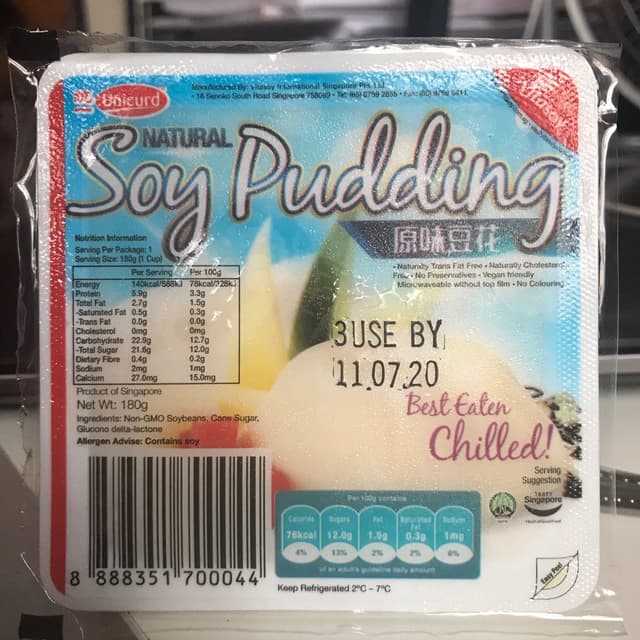 Unicurd
Manufactured By: Vitasoy International Singapore Pte. Ltd.
• 16 Senoko South Road Singapore 758089 • Tel: (65)
NATURAL
Soy Pudding
原味豆花
Nutrition Information
Serving Per Package: 1
Serving Size: 180g (1 Cup)
Per Serving Per 100g
Energy 140kcal/588kJ 78kcal/328kJ
Protein 5.9g 3.3g
Total Fat 2.7g 1.5g
-Saturated Fat 0.5g 0.3g
-Trans Fat 0.0g 0.0g
Cholesterol 0mg 0mg
Carbohydrate 22.9g 12.7g
-Total Sugar 21.6g 12.0g
Dietary Fibre 0.4g 0.2g
Sodium 2mg 1mg
Calcium 27.0mg 15.0mg
• Naturally Trans Fat Free • Naturally Cholesterol
Free • No Preservatives • Vegan friendly
Microwaveable without top film • No Colouring
3USE BY
11.07.20
Product of Singapore
Net Wt: 180g
Ingredients: Non-GMO Soybeans, Cane Sugar,
Glucono delta-lactone
Allergen Advise: Contains soy
Best Eaten
Chilled!
Serving
Suggestion
TASTY
Singapore
Per 100g contains
Calories Sugars Fat Saturated Fat Sodium
78kcal 12.0g 1.5g 0.3g 1mg
4% 13% 2% 2% 0%
of an adult's guideline daily amount
8 888351 700044
Keep Refrigerated 2°C – 7°C
Easy Peel